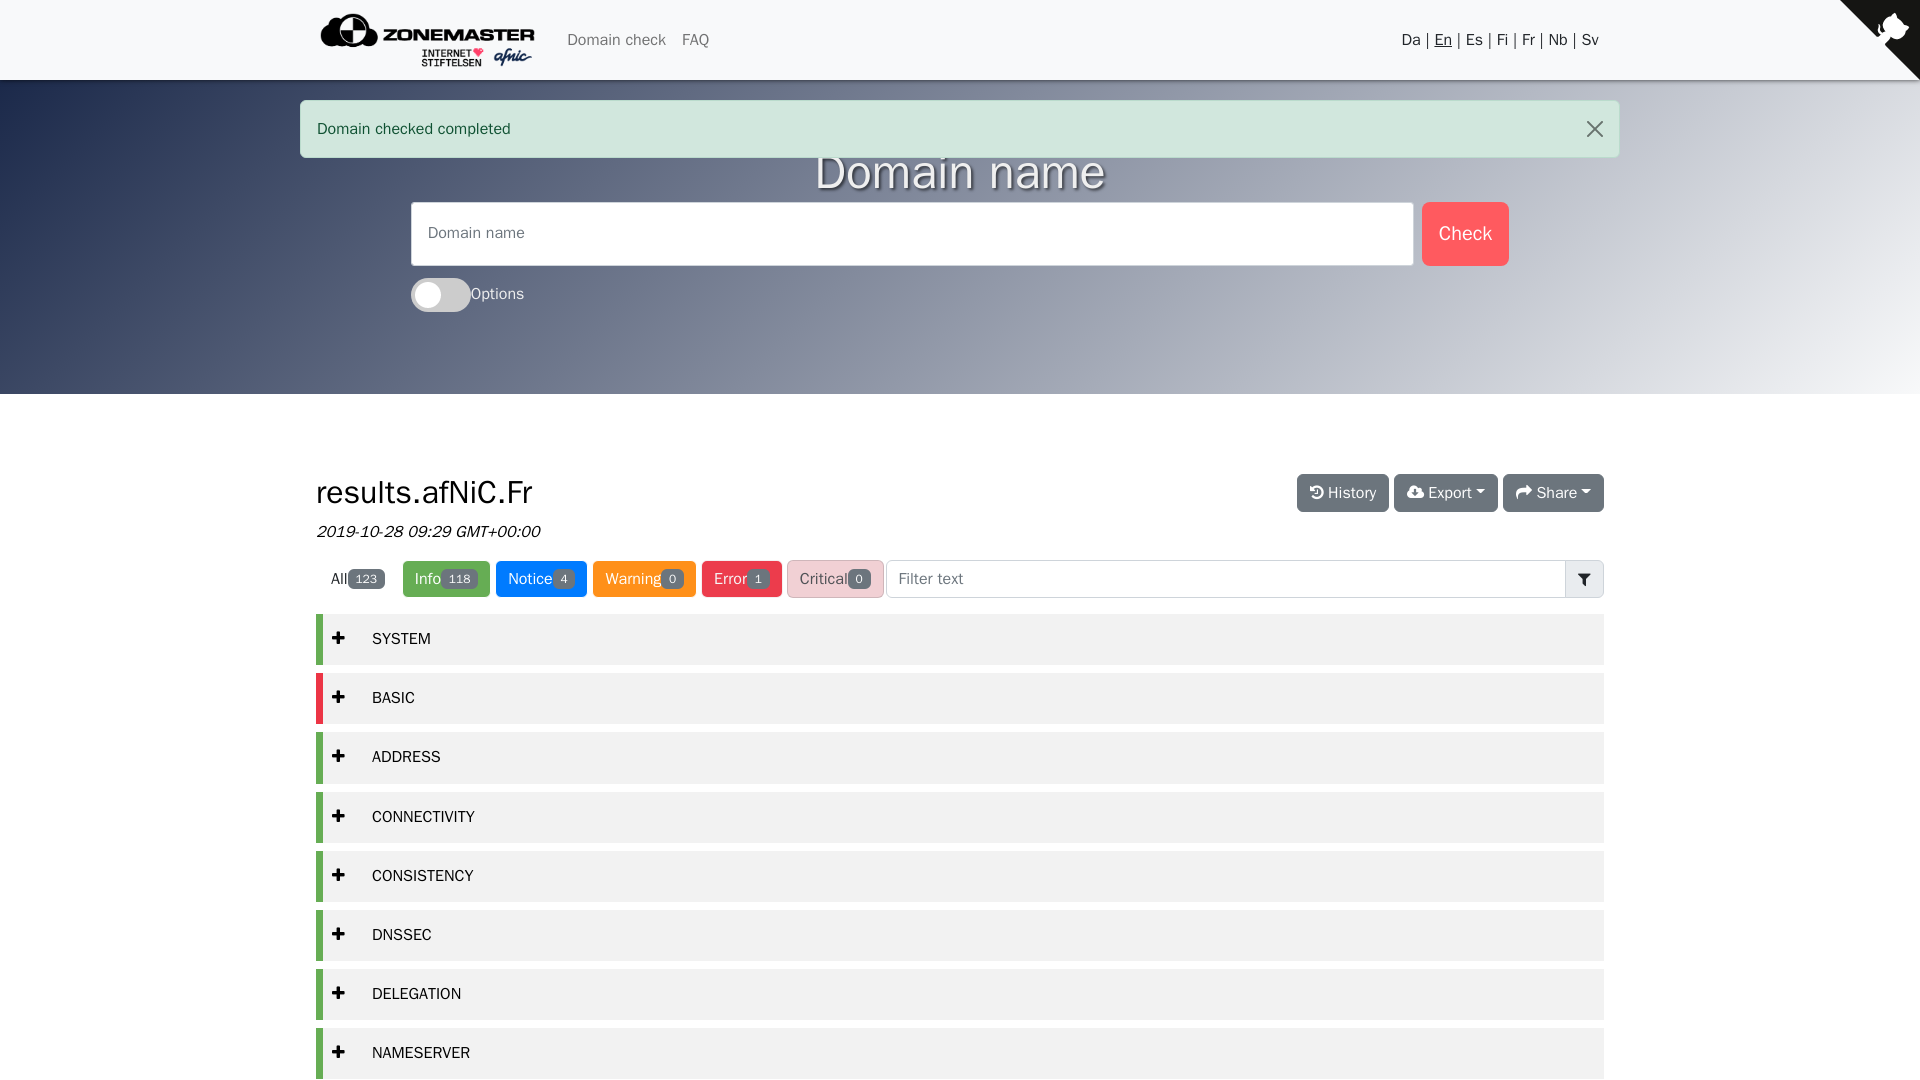 ZONEMASTER
INTERNET STIFTELSEN afnic
Domain check FAQ
Da | En | Es | Fi | Fr | Nb | Sv
Domain checked completed
Domain name
Domain name
Check
Options
results.afNiC.Fr
History Export Share
2019-10-28 09:29 GMT+00:00
All 123 Info 118 Notice 4 Warning 0 Error 1 Critical 0 Filter text
SYSTEM
BASIC
ADDRESS
CONNECTIVITY
CONSISTENCY
DNSSEC
DELEGATION
NAMESERVER